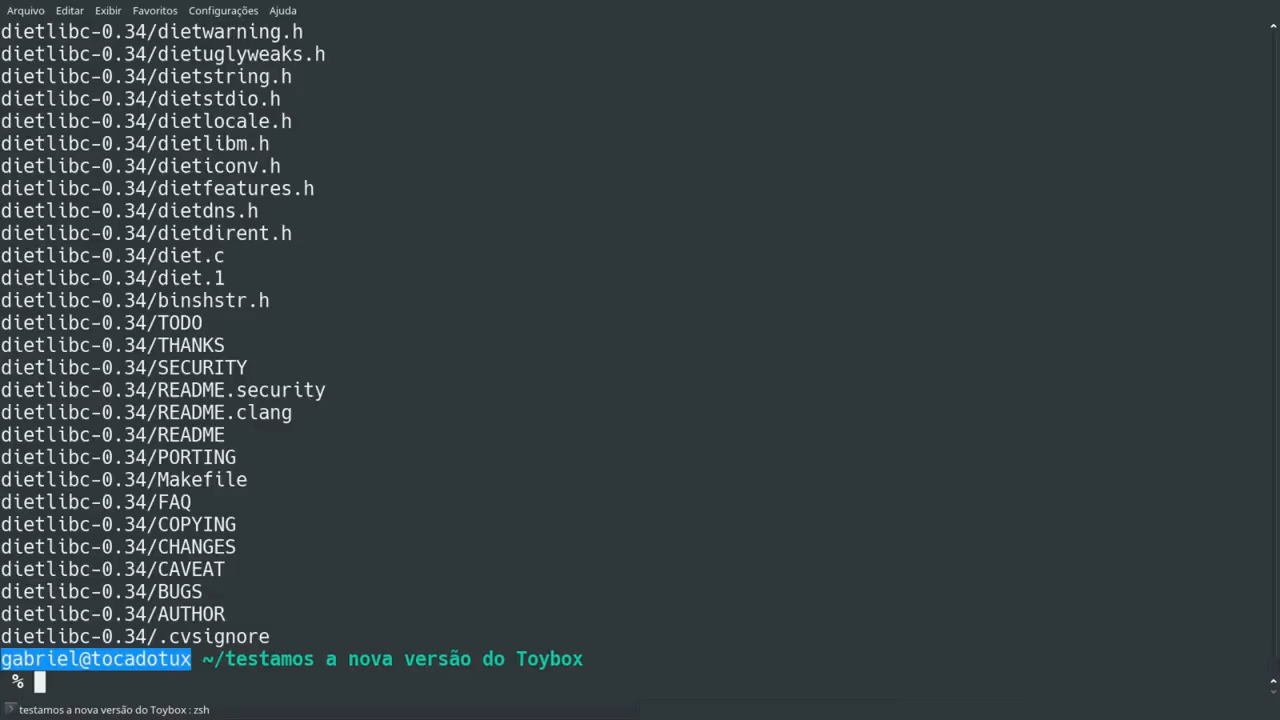 Arquivo Editar Exibir Favoritos Configurações Ajuda
dietlibc-0.34/dietwarning.h
dietlibc-0.34/dietuglyweaks.h
dietlibc-0.34/dietstring.h
dietlibc-0.34/dietstdio.h
dietlibc-0.34/dietlocale.h
dietlibc-0.34/dietlibm.h
dietlibc-0.34/dieticonv.h
dietlibc-0.34/dietfeatures.h
dietlibc-0.34/dietdns.h
dietlibc-0.34/dietdirent.h
dietlibc-0.34/diet.c
dietlibc-0.34/diet.1
dietlibc-0.34/binshstr.h
dietlibc-0.34/TODO
dietlibc-0.34/THANKS
dietlibc-0.34/SECURITY
dietlibc-0.34/README.security
dietlibc-0.34/README.clang
dietlibc-0.34/README
dietlibc-0.34/PORTING
dietlibc-0.34/Makefile
dietlibc-0.34/FAQ
dietlibc-0.34/COPYING
dietlibc-0.34/CHANGES
dietlibc-0.34/CAVEAT
dietlibc-0.34/BUGS
dietlibc-0.34/AUTHOR
dietlibc-0.34/.cvsignore
gabriel@tocadotux ~/testamos a nova versão do Toybox
%
testamos a nova versão do Toybox : zsh